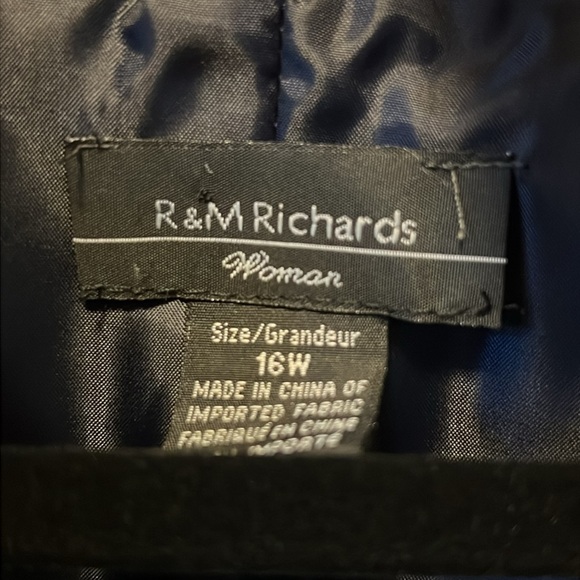 R&M Richards
Woman
Size/Grandeur
16W
MADE IN CHINA OF
IMPORTED FABRIC
FABRIQUÉ EN CHINE